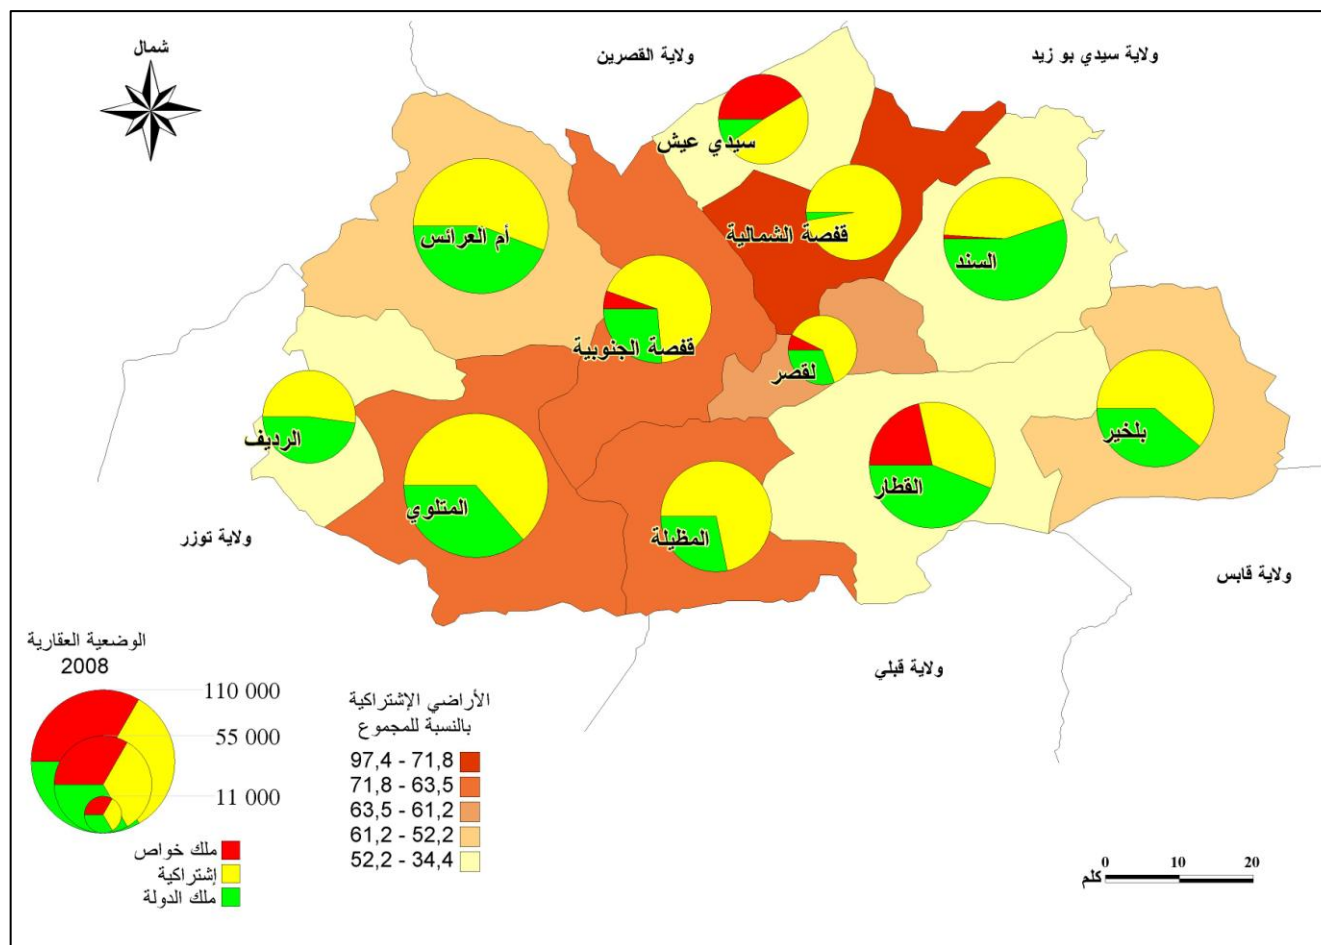 شمال
ولاية القصرين
ولاية سيدي بو زيد
سيدي عيش
أم العرائس
قفصة الشمالية
السند
قفصة الجنوبية
لقصر
الرديف
بلخير
المتلوي
القطار
المظيلة
ولاية توزر
ولاية قابس
ولاية قبلي
الوضعية العقارية
2008
110 000
55 000
11 000
ملك خواص
إشتراكية
ملك الدولة
الأراضي الإشتراكية
بالنسبة للمجموع
97,4 - 71,8
71,8 - 63,5
63,5 - 61,2
61,2 - 52,2
52,2 - 34,4
0 10 20
كلم